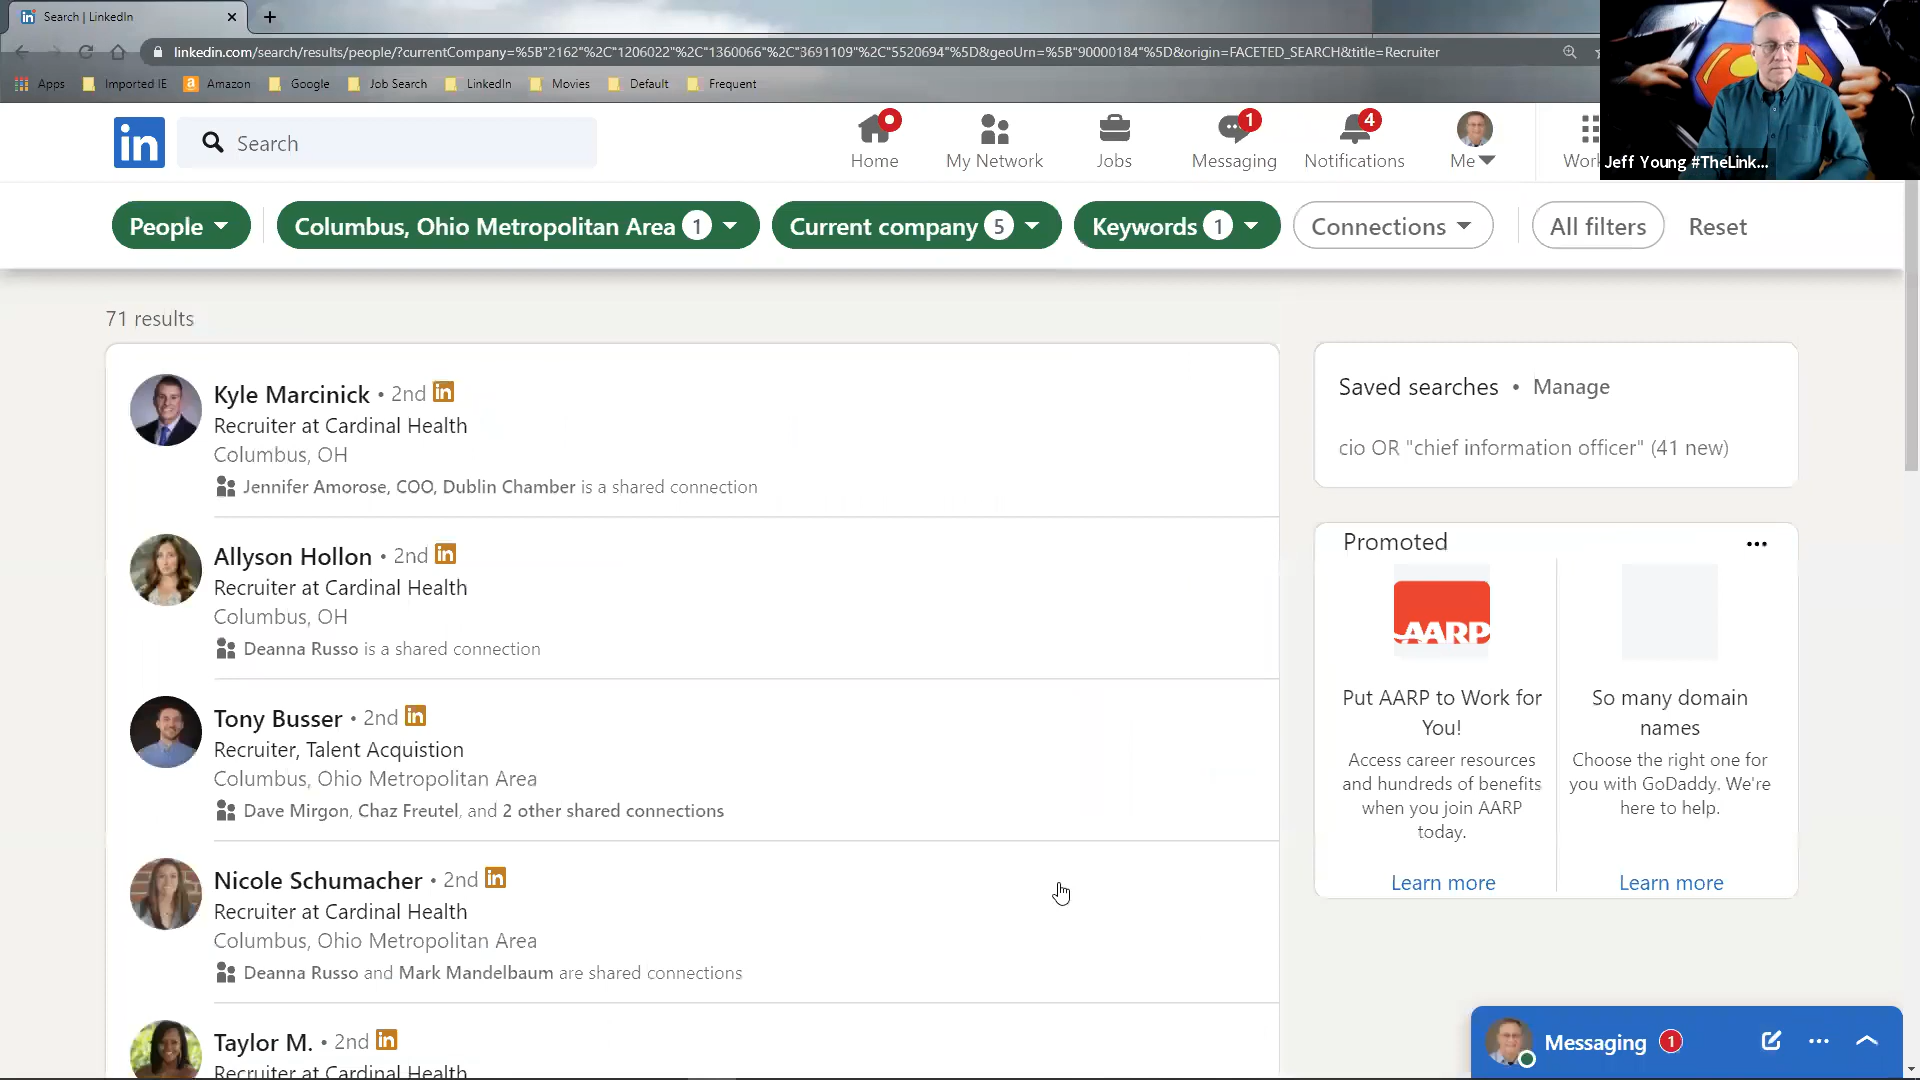 Search | LinkedIn
linkedin.com/search/results/people/?currentCompany=%5B"2162"%2C"1206022"%2C"1360066"%2C"3691109"%2C"5520694"%5D&geoUrn=%5B"90000184"%5D&origin=FACETED_SEARCH&title=Recruiter
Apps Imported IE Amazon Google Job Search LinkedIn Movies Default Frequent
Jeff Young #TheLink...
in Search
Home My Network Jobs Messaging 1 Notifications 4 Me
People Columbus, Ohio Metropolitan Area 1 Current company 5 Keywords 1 Connections All filters Reset
71 results
Kyle Marcinick • 2nd in
Recruiter at Cardinal Health
Columbus, OH
Jennifer Amorose, COO, Dublin Chamber is a shared connection
Allyson Hollon • 2nd in
Recruiter at Cardinal Health
Columbus, OH
Deanna Russo is a shared connection
Tony Busser • 2nd in
Recruiter, Talent Acquistion
Columbus, Ohio Metropolitan Area
Dave Mirgon, Chaz Freutel, and 2 other shared connections
Nicole Schumacher • 2nd in
Recruiter at Cardinal Health
Columbus, Ohio Metropolitan Area
Deanna Russo and Mark Mandelbaum are shared connections
Taylor M. • 2nd in
Recruiter at Cardinal Health
Saved searches • Manage
cio OR "chief information officer" (41 new)
Promoted
AARP
Put AARP to Work for
You!
Access career resources
and hundreds of benefits
when you join AARP
today.
Learn more
So many domain
names
Choose the right one for
you with GoDaddy. We're
here to help.
Learn more
Messaging 1